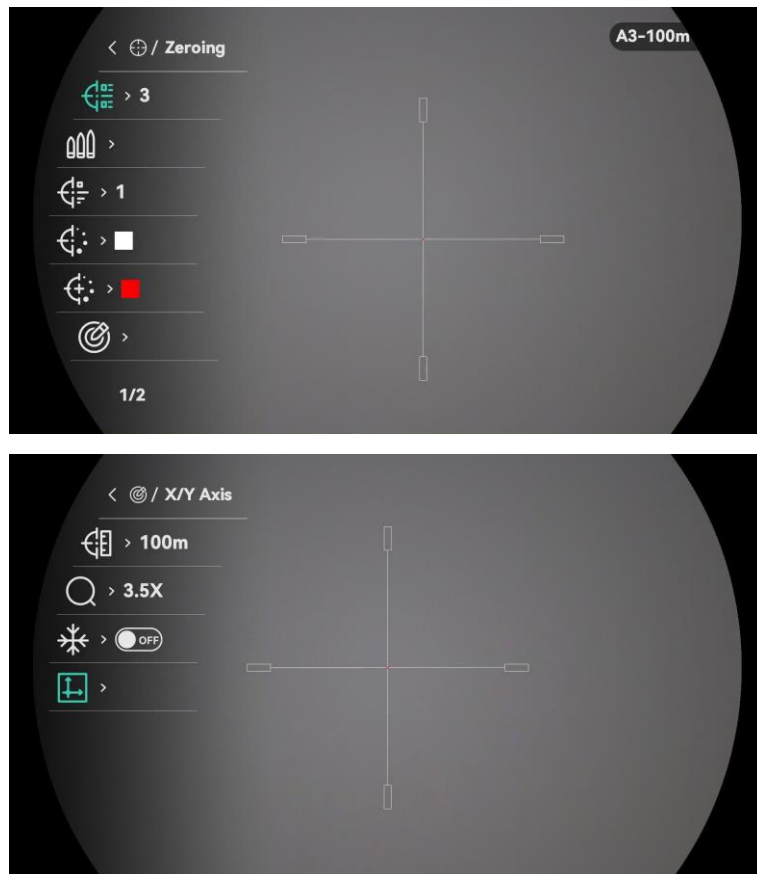 < / Zeroing
A3-100m
> 3
>
> 1
>
>
>
1/2
< / X/Y Axis
> 100m
> 3.5X
> OFF
>